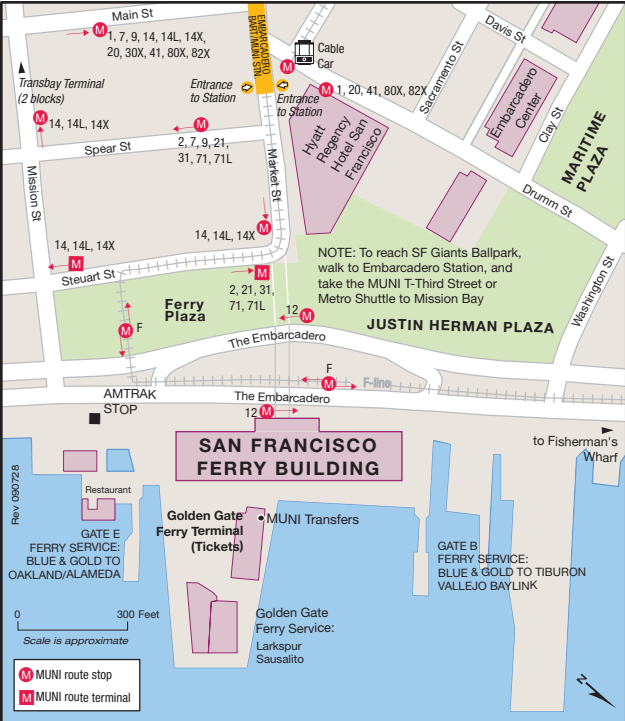 Main St
M 1, 7, 9, 14, 14L, 14X,
20, 30X, 41, 80X, 82X
EMBARCADERO
BART/MUNI STN
M
Cable
Car
Davis St
Sacramento St
Embarcadero
Center
Clay St
MARITIME
PLAZA
Transbay Terminal
(2 blocks)
Entrance
to Station
Entrance
to Station
M 1, 20, 41, 80X, 82X
M 14, 14L, 14X
M
2, 7, 9, 21,
31, 71, 71L
Spear St
Hyatt
Regency
Hotel San
Francisco
Mission St
Market St
Drumm St
14, 14L, 14X
M
14, 14L, 14X
M
Steuart St
M
2, 21, 31,
71, 71L
NOTE: To reach SF Giants Ballpark,
walk to Embarcadero Station, and
take the MUNI T-Third Street or
Metro Shuttle to Mission Bay
Washington St
Ferry
Plaza
M F
12 M
JUSTIN HERMAN PLAZA
The Embarcadero
F
M
F-line
AMTRAK
STOP
The Embarcadero
12 M
SAN FRANCISCO
FERRY BUILDING
to Fisherman's
Wharf
Rev 090728
Restaurant
GATE E
FERRY SERVICE:
BLUE & GOLD TO
OAKLAND/ALAMEDA
Golden Gate
Ferry Terminal
(Tickets)
MUNI Transfers
GATE B
FERRY SERVICE:
BLUE & GOLD TO TIBURON
VALLEJO BAYLINK
0 300 Feet
Scale is approximate
Golden Gate
Ferry Service:
Larkspur
Sausalito
M MUNI route stop
M MUNI route terminal
N